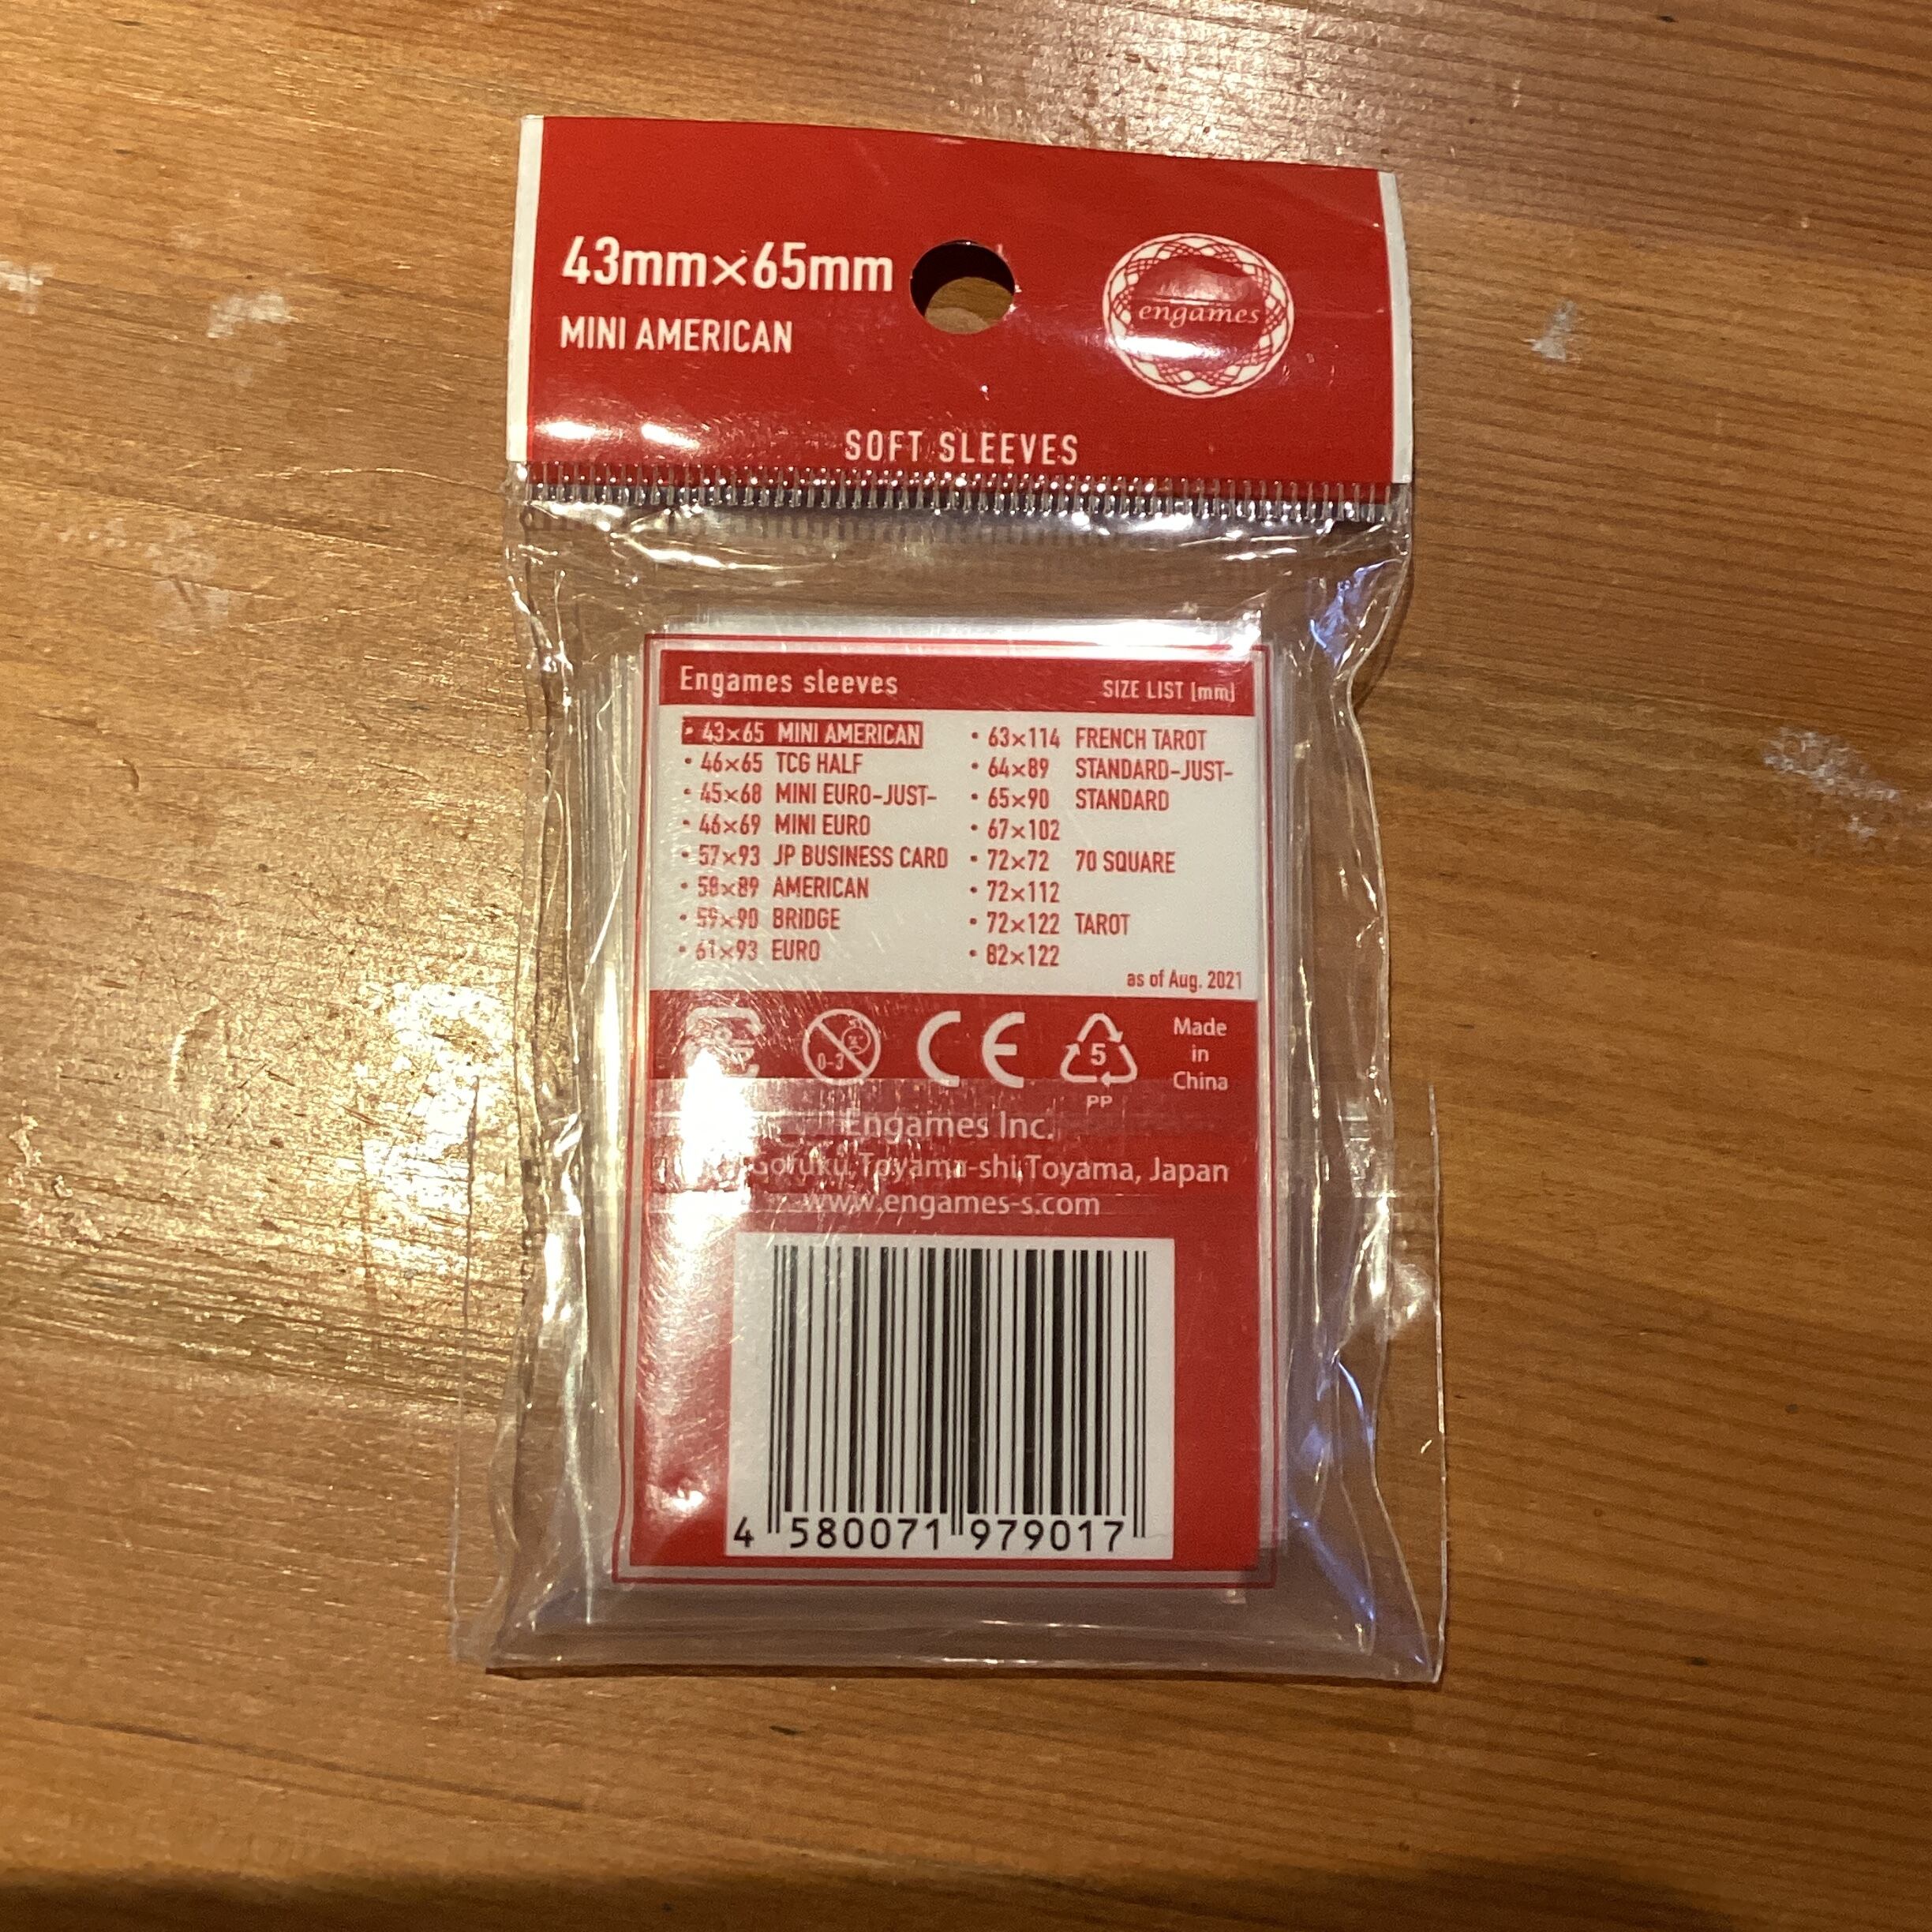 43mm×65mm
MINI AMERICAN
engames
SOFT SLEEVES
Engames sleeves
SIZE LIST [mm]
• 43×65 MINI AMERICAN
• 46×65 TCG HALF
• 45×68 MINI EURO-JUST-
• 46×69 MINI EURO
• 57×93 JP BUSINESS CARD
• 58×89 AMERICAN
• 59×90 BRIDGE
• 61×93 EURO
• 63×114 FRENCH TAROT
• 64×89 STANDARD-JUST-
• 65×90 STANDARD
• 67×102
• 72×72 70 SQUARE
• 72×112
• 72×122 TAROT
• 82×122
as of Aug. 2021
0-3
CE
5
PP
Made
in
China
Engames Inc.
Gofuku,Toyama-shi,Toyama, Japan
www.engames-s.com
4 580071 979017